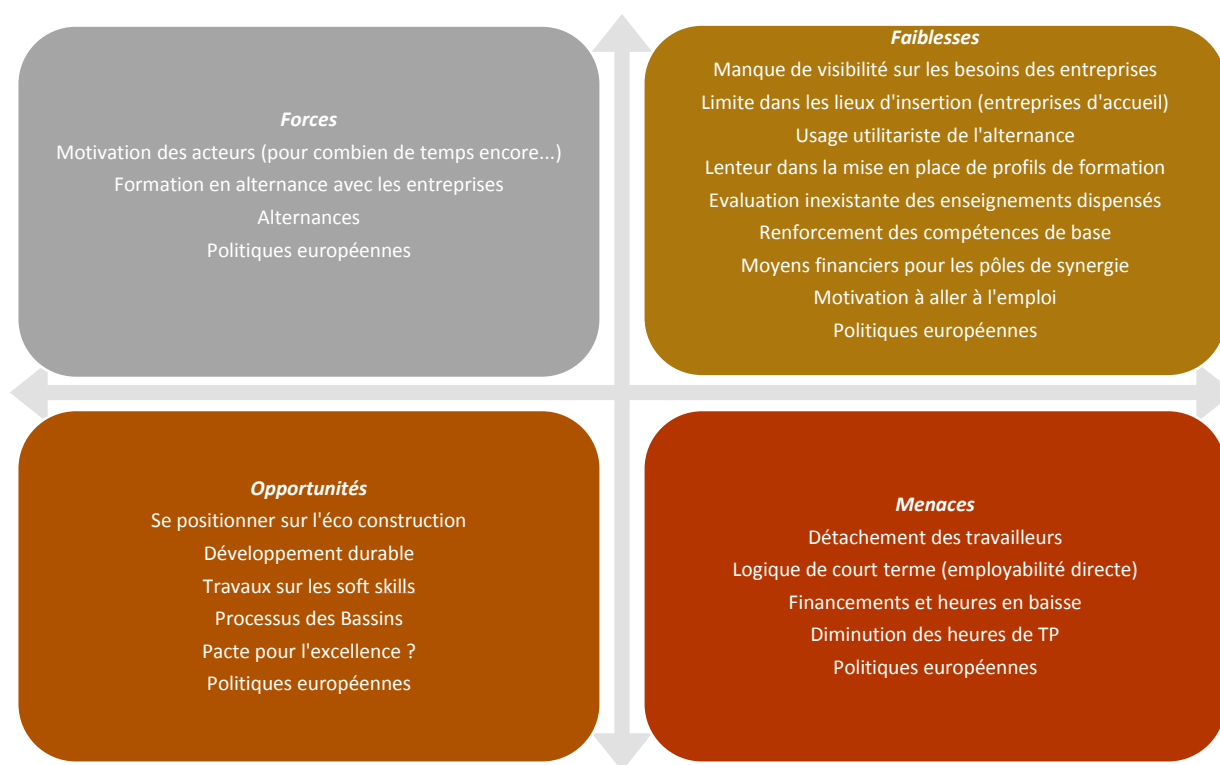 Forces
Motivation des acteurs (pour combien de temps encore...)
Formation en alternance avec les entreprises
Alternances
Politiques européennes
Faiblesses
Manque de visibilité sur les besoins des entreprises
Limite dans les lieux d'insertion (entreprises d'accueil)
Usage utilitariste de l'alternance
Lenteur dans la mise en place de profils de formation
Evaluation inexistante des enseignements dispensés
Renforcement des compétences de base
Moyens financiers pour les pôles de synergie
Motivation à aller à l'emploi
Politiques européennes
Opportunités
Se positionner sur l'éco construction
Développement durable
Travaux sur les soft skills
Processus des Bassins
Pacte pour l'excellence ?
Politiques européennes
Menaces
Détachement des travailleurs
Logique de court terme (employabilité directe)
Financements et heures en baisse
Diminution des heures de TP
Politiques européennes